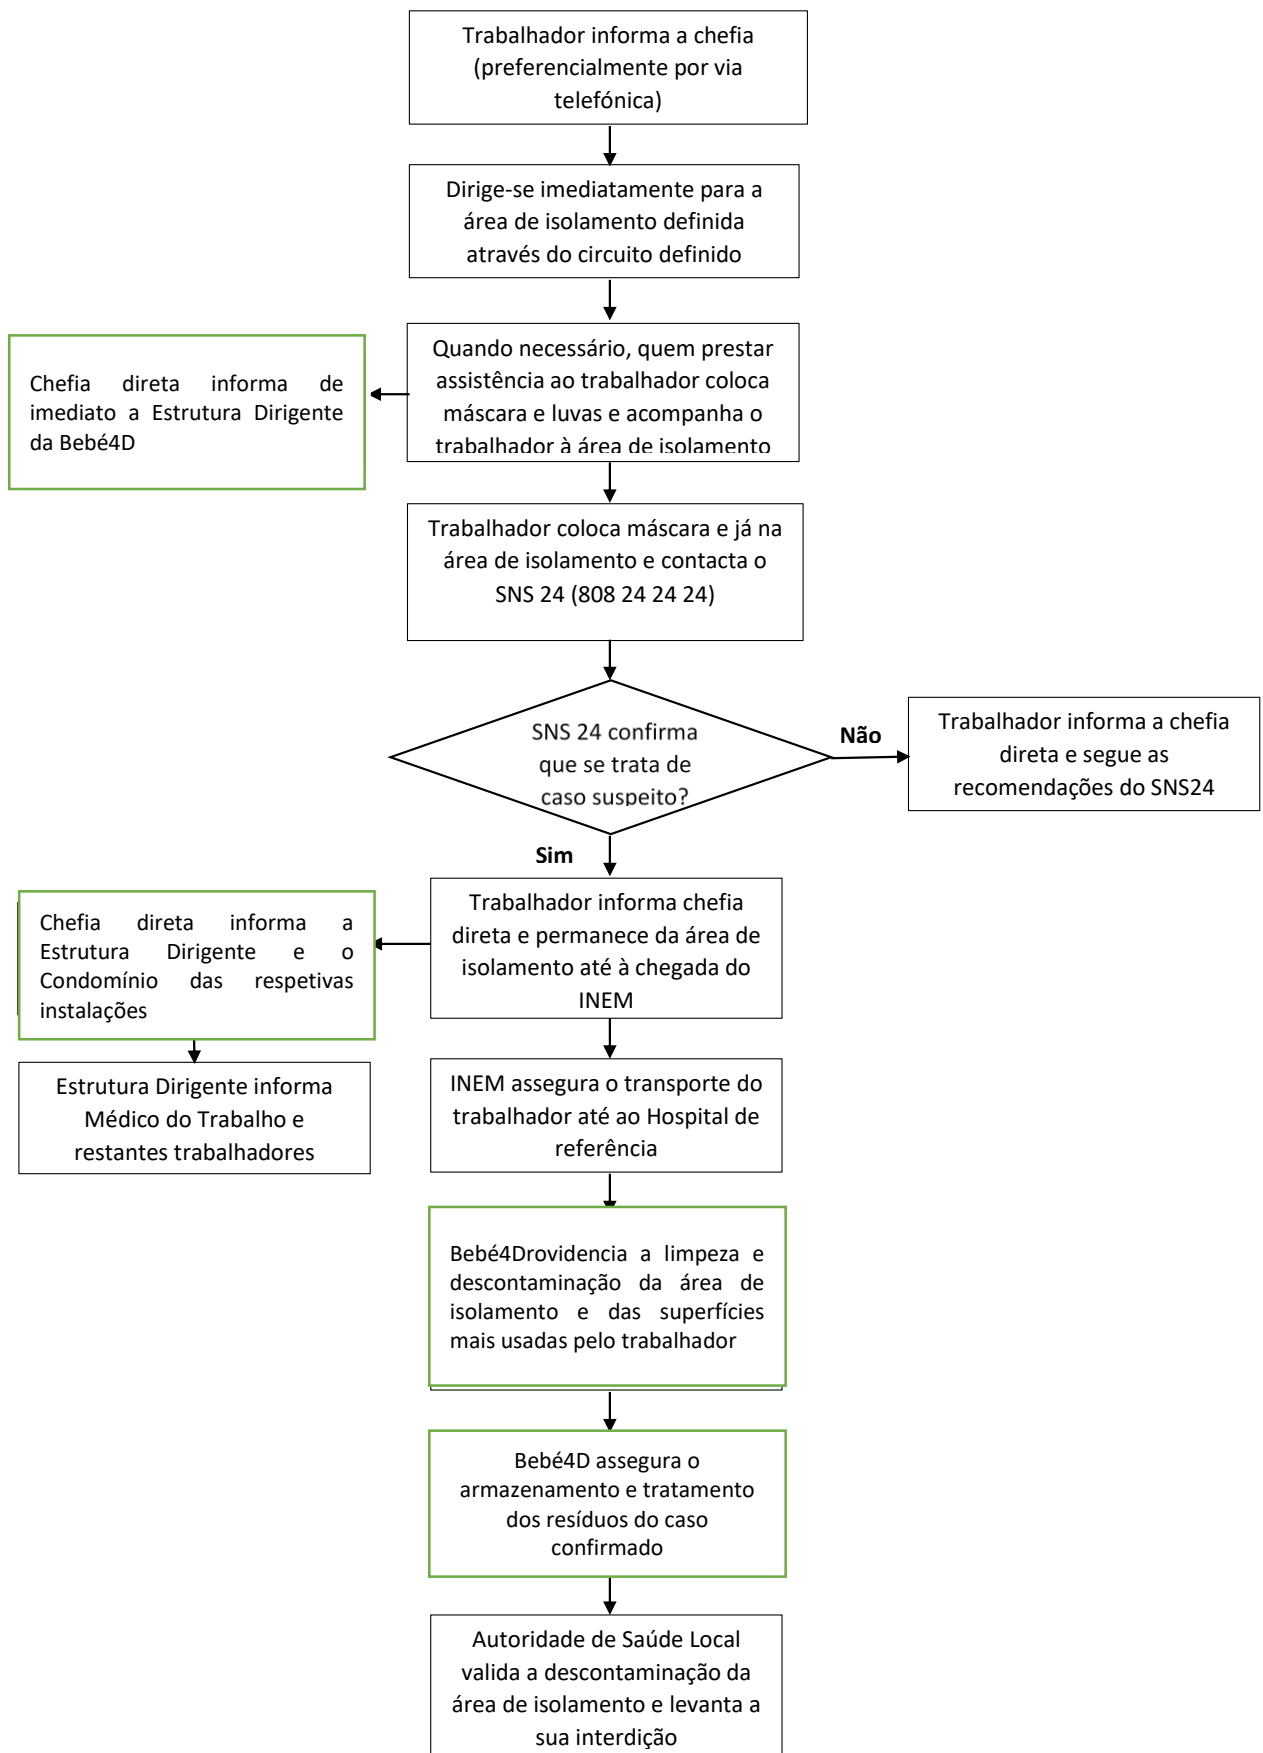 Trabalhador informa a chefia
(preferencialmente por via
telefónica)
Dirige-se imediatamente para a
área de isolamento definida
através do circuito definido
Quando necessário, quem prestar
assistência ao trabalhador coloca
máscara e luvas e acompanha o
trabalhador à área de isolamento
Chefia direta informa de
imediato a Estrutura Dirigente
da Bebé4D
Trabalhador coloca máscara e já na
área de isolamento e contacta o
SNS 24 (808 24 24 24)
SNS 24 confirma
que se trata de
caso suspeito?
Não
Trabalhador informa a chefia
direta e segue as
recomendações do SNS24
Sim
Trabalhador informa chefia
direta e permanece da área de
isolamento até à chegada do
INEM
Chefia direta informa a
Estrutura Dirigente e o
Condomínio das respetivas
instalações
Estrutura Dirigente informa
Médico do Trabalho e
restantes trabalhadores
INEM assegura o transporte do
trabalhador até ao Hospital de
referência
Bebé4Drovidencia a limpeza e
descontaminação da área de
isolamento e das superfícies
mais usadas pelo trabalhador
Bebé4D assegura o
armazenamento e tratamento
dos resíduos do caso
confirmado
Autoridade de Saúde Local
valida a descontaminação da
área de isolamento e levanta a
sua interdição